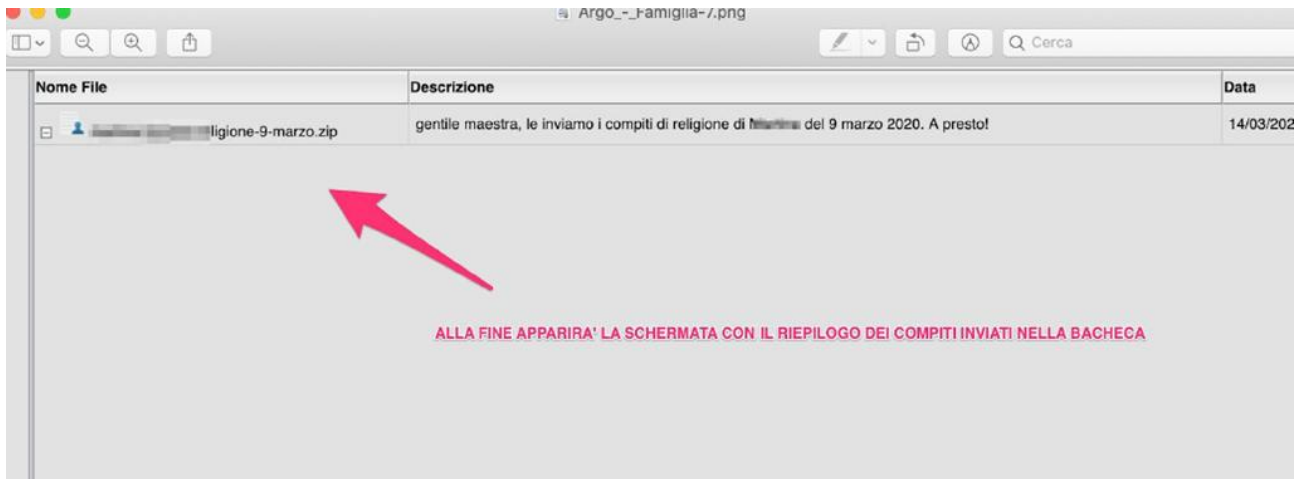 Argo_-_Famiglia-7.png
Cerca
Nome File Descrizione Data
ligione-9-marzo.zip gentile maestra, le inviamo i compiti di religione di del 9 marzo 2020. A presto! 14/03/202
ALLA FINE APPARIRA' LA SCHERMATA CON IL RIEPILOGO DEI COMPITI INVIATI NELLA BACHECA